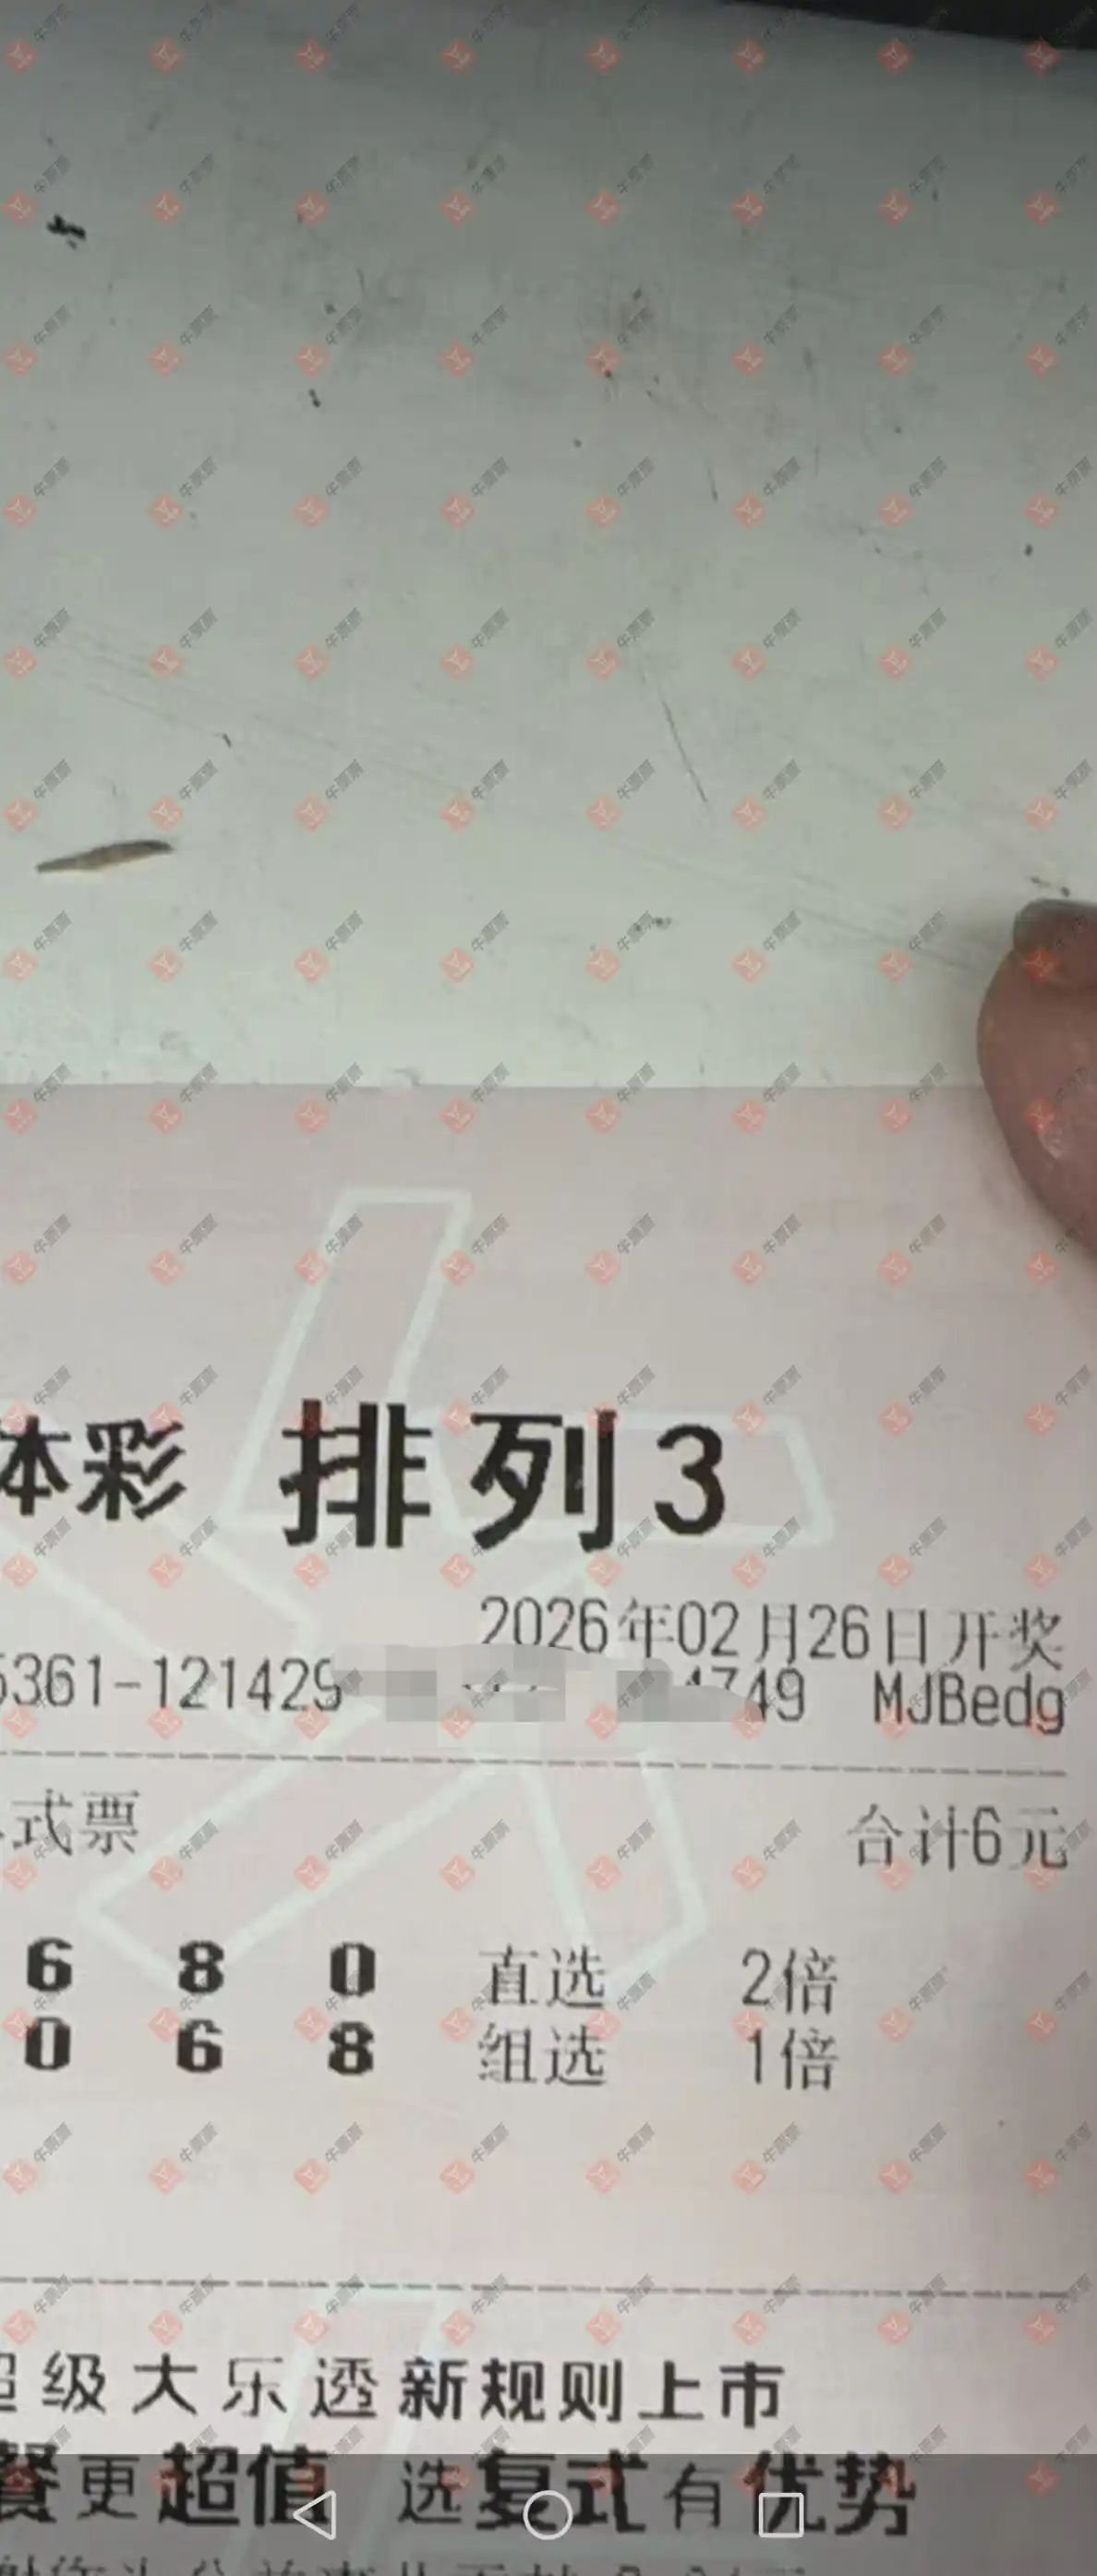 体彩 排列3
2026年02月26日开奖
5361-121429 4749 MJBedg
式票 合计6元
6 8 0 直选 2倍
0 6 8 组选 1倍
超级大乐透新规则上市
餐更超值 选复式有优势